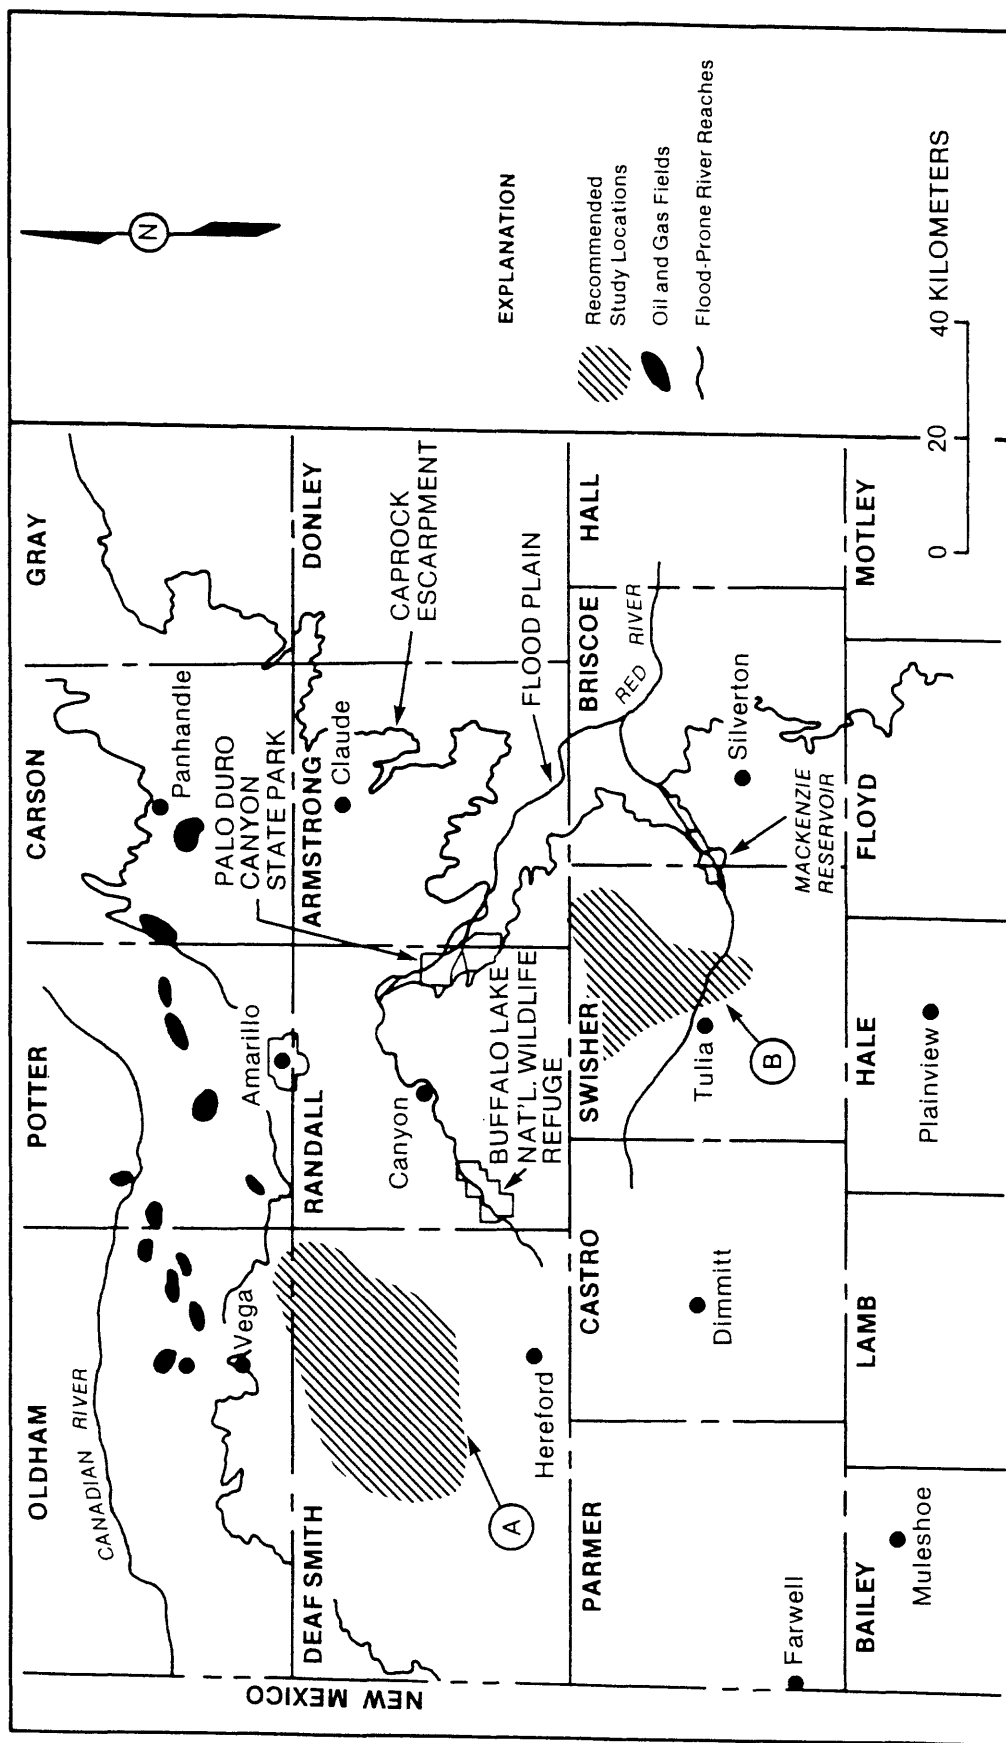 OLDHAM
POTTER
CARSON
GRAY
CANADIAN RIVER
Vega
Amarillo
Panhandle
PALO DURO
CANYON
STATE PARK
NEW MEXICO
DEAF SMITH
RANDALL
ARMSTRONG
DONLEY
Claude
CAPROCK
ESCARPMENT
Canyon
BUFFALO LAKE
NAT'L. WILDLIFE
REFUGE
FLOOD PLAIN
A
Hereford
PARMER
CASTRO
SWISHER
BRISCOE
HALL
RED RIVER
Dimmitt
Tulia
B
Silverton
MACKENZIE
RESERVOIR
Farwell
BAILEY
LAMB
HALE
FLOYD
MOTLEY
Muleshoe
Plainview
N
EXPLANATION
Recommended
Study Locations
Oil and Gas Fields
Flood-Prone River Reaches
0 20 40 KILOMETERS